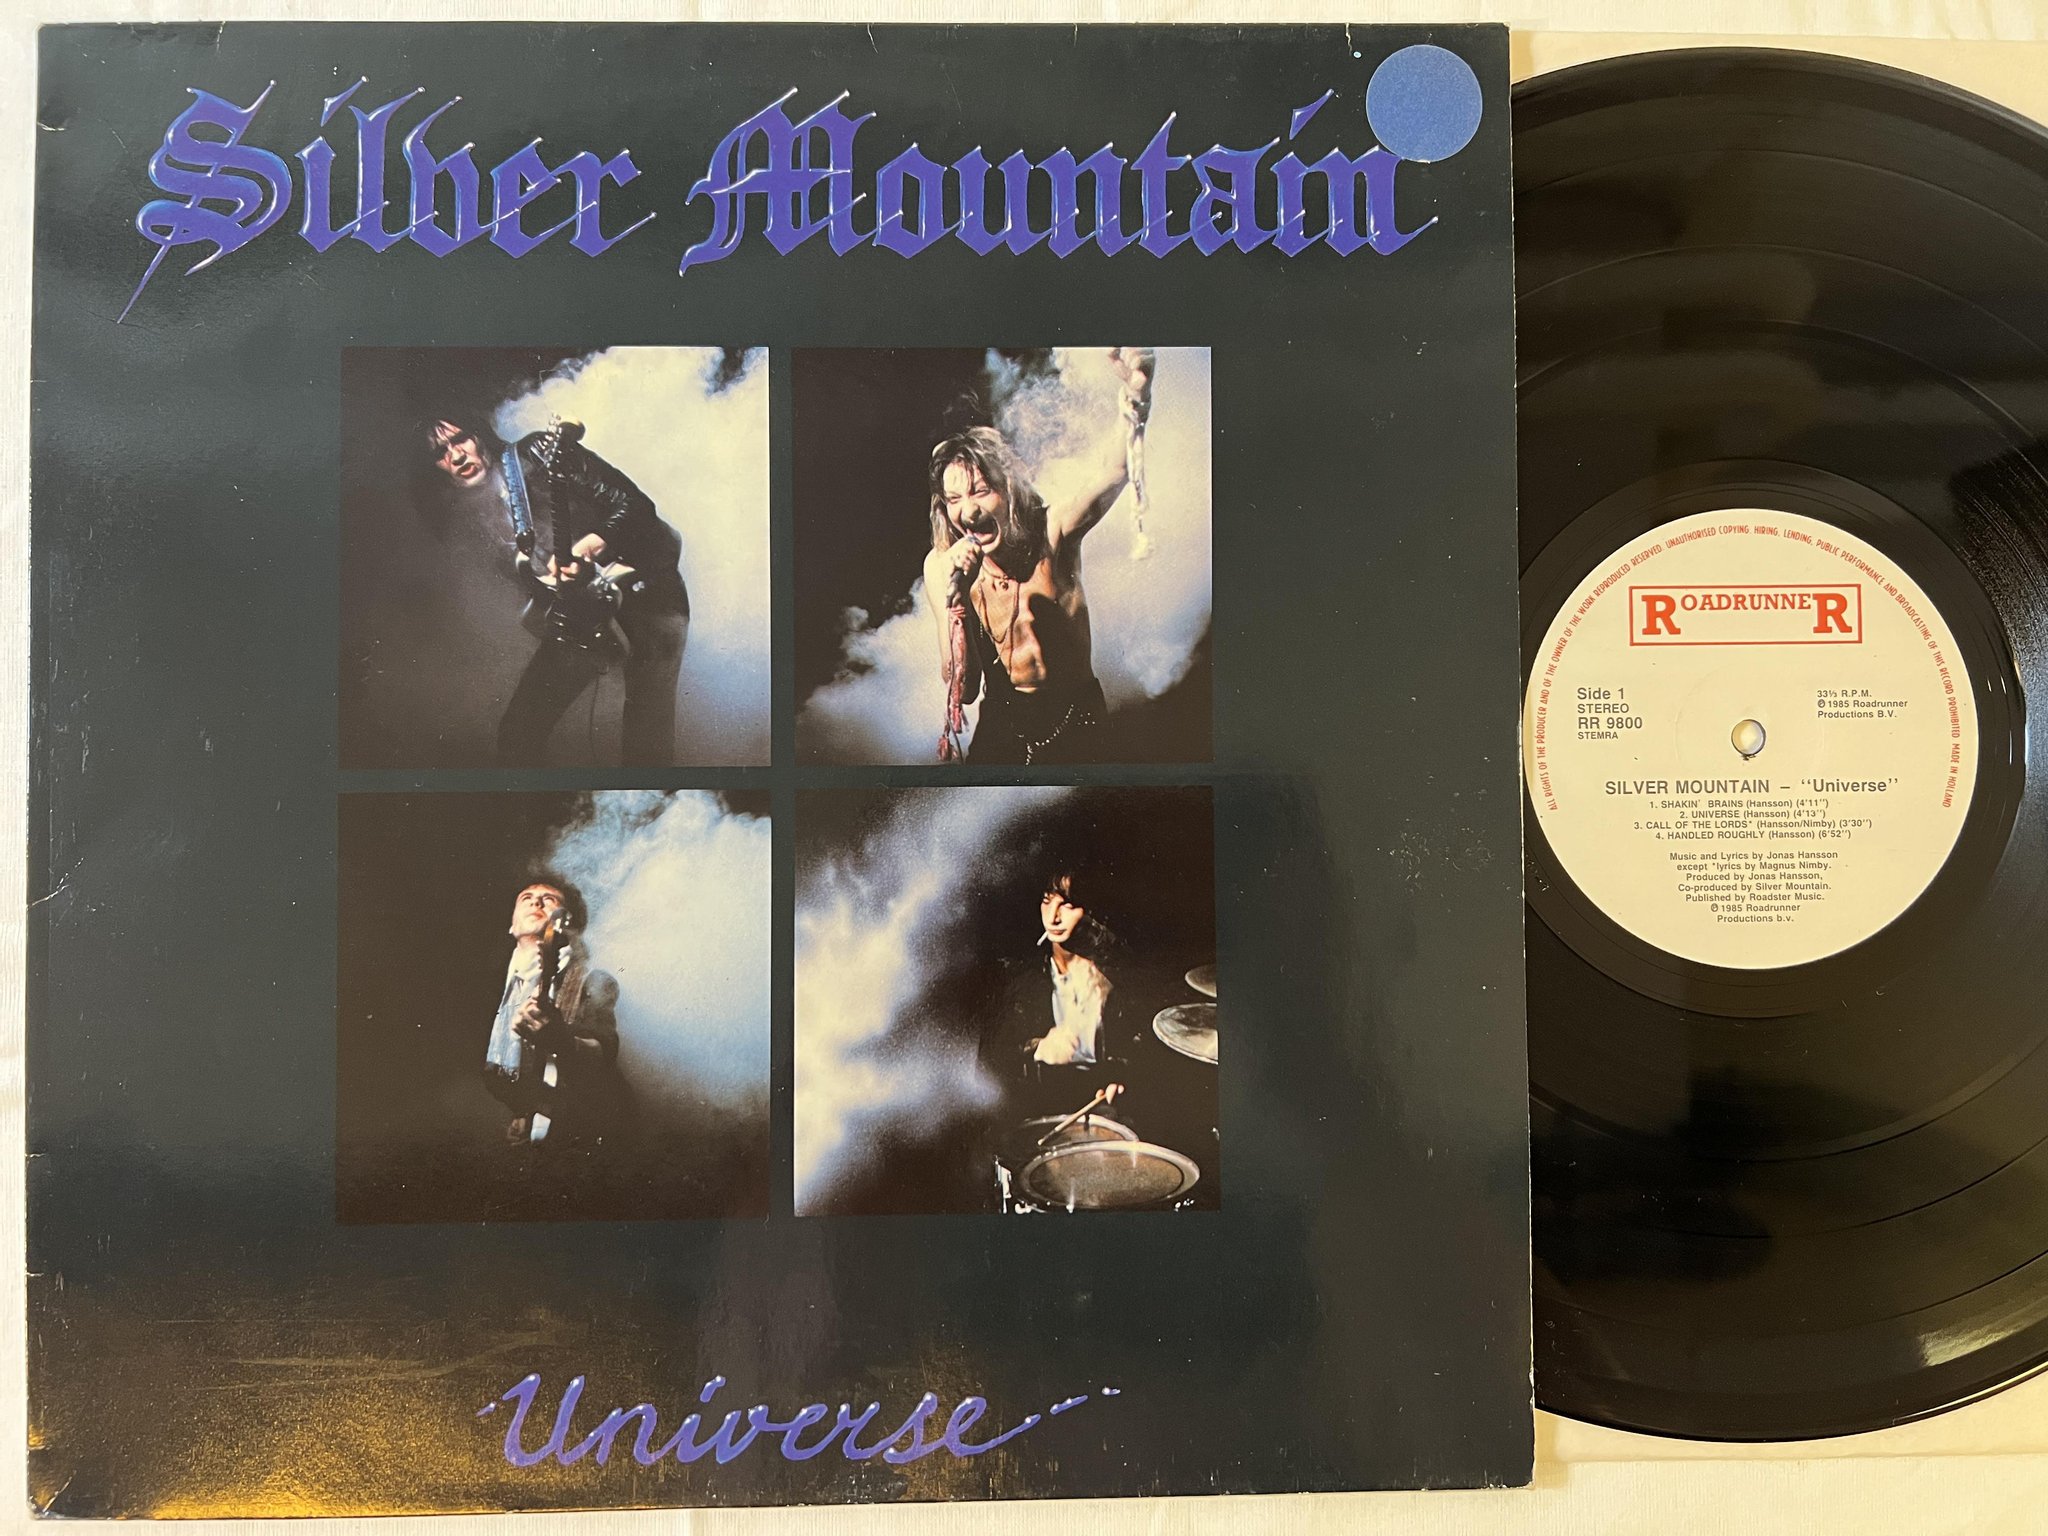 Silver Mountain
Universe
ALL RIGHTS OF THE PRODUCER AND OF THE OWNER OF THE WORK REPRODUCED RESERVED. UNAUTHORISED COPYING, HIRING, LENDING, PUBLIC PERFORMANCE AND BROADCASTING OF THIS RECORD PROHIBITED. MADE IN HOLLAND
ROADRUNNER
Side 1
STEREO
RR 9800
STEMRA
33⅓ R.P.M.
℗ 1985 Roadrunner
Productions B.V.
SILVER MOUNTAIN – “Universe”
1. SHAKIN' BRAINS (Hansson) (4'11”)
2. UNIVERSE (Hansson) (4'13”)
3. CALL OF THE LORDS* (Hansson/Nimby) (3'30”)
4. HANDLED ROUGHLY (Hansson) (6'52”)
Music and Lyrics by Jonas Hansson
except *lyrics by Magnus Nimby.
Produced by Jonas Hansson,
Co-produced by Silver Mountain.
Published by Roadster Music.
℗ 1985 Roadrunner
Productions b.v.